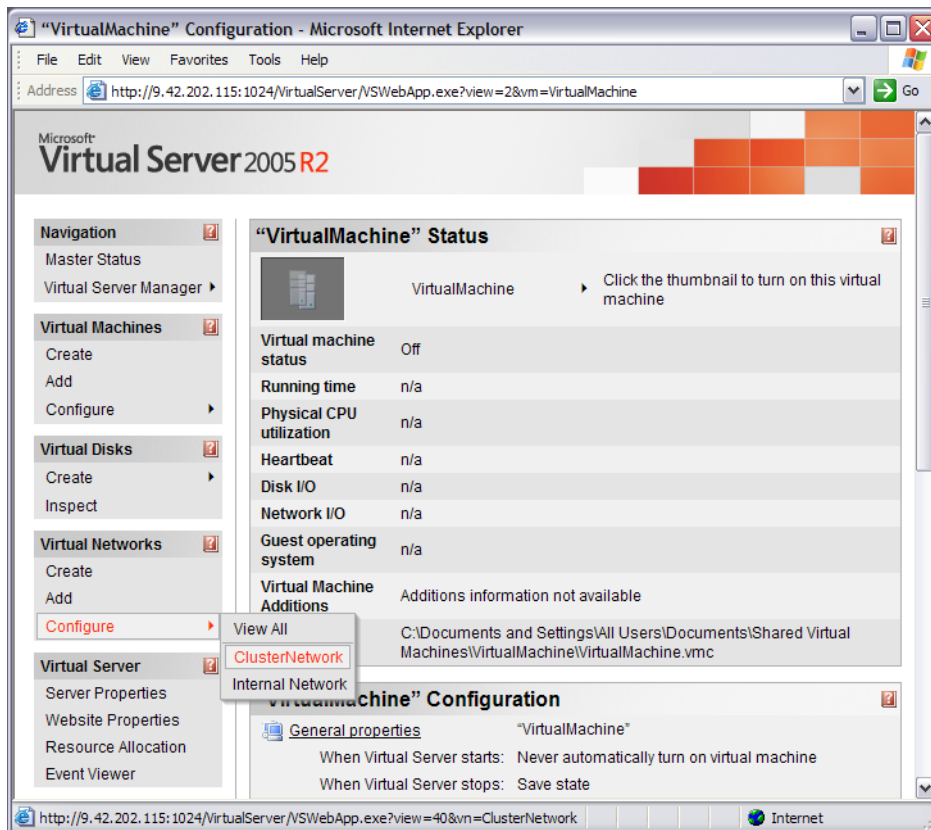 "VirtualMachine" Configuration - Microsoft Internet Explorer
File Edit View Favorites Tools Help
Address http://9.42.202.115:1024/VirtualServer/VSWebApp.exe?view=2&vm=VirtualMachine Go
Microsoft
Virtual Server 2005 R2
Navigation
Master Status
Virtual Server Manager
Virtual Machines
Create
Add
Configure
Virtual Disks
Create
Inspect
Virtual Networks
Create
Add
Configure
View All
ClusterNetwork
Internal Network
Virtual Server
Server Properties
Website Properties
Resource Allocation
Event Viewer
"VirtualMachine" Status
VirtualMachine
Click the thumbnail to turn on this virtual
machine
Virtual machine
status
Off
Running time n/a
Physical CPU
utilization
n/a
Heartbeat n/a
Disk I/O n/a
Network I/O n/a
Guest operating
system
n/a
Virtual Machine
Additions
Additions information not available
C:\Documents and Settings\All Users\Documents\Shared Virtual
Machines\VirtualMachine\VirtualMachine.vmc
"VirtualMachine" Configuration
General properties "VirtualMachine"
When Virtual Server starts: Never automatically turn on virtual machine
When Virtual Server stops: Save state
http://9.42.202.115:1024/VirtualServer/VSWebApp.exe?view=40&vn=ClusterNetwork Internet